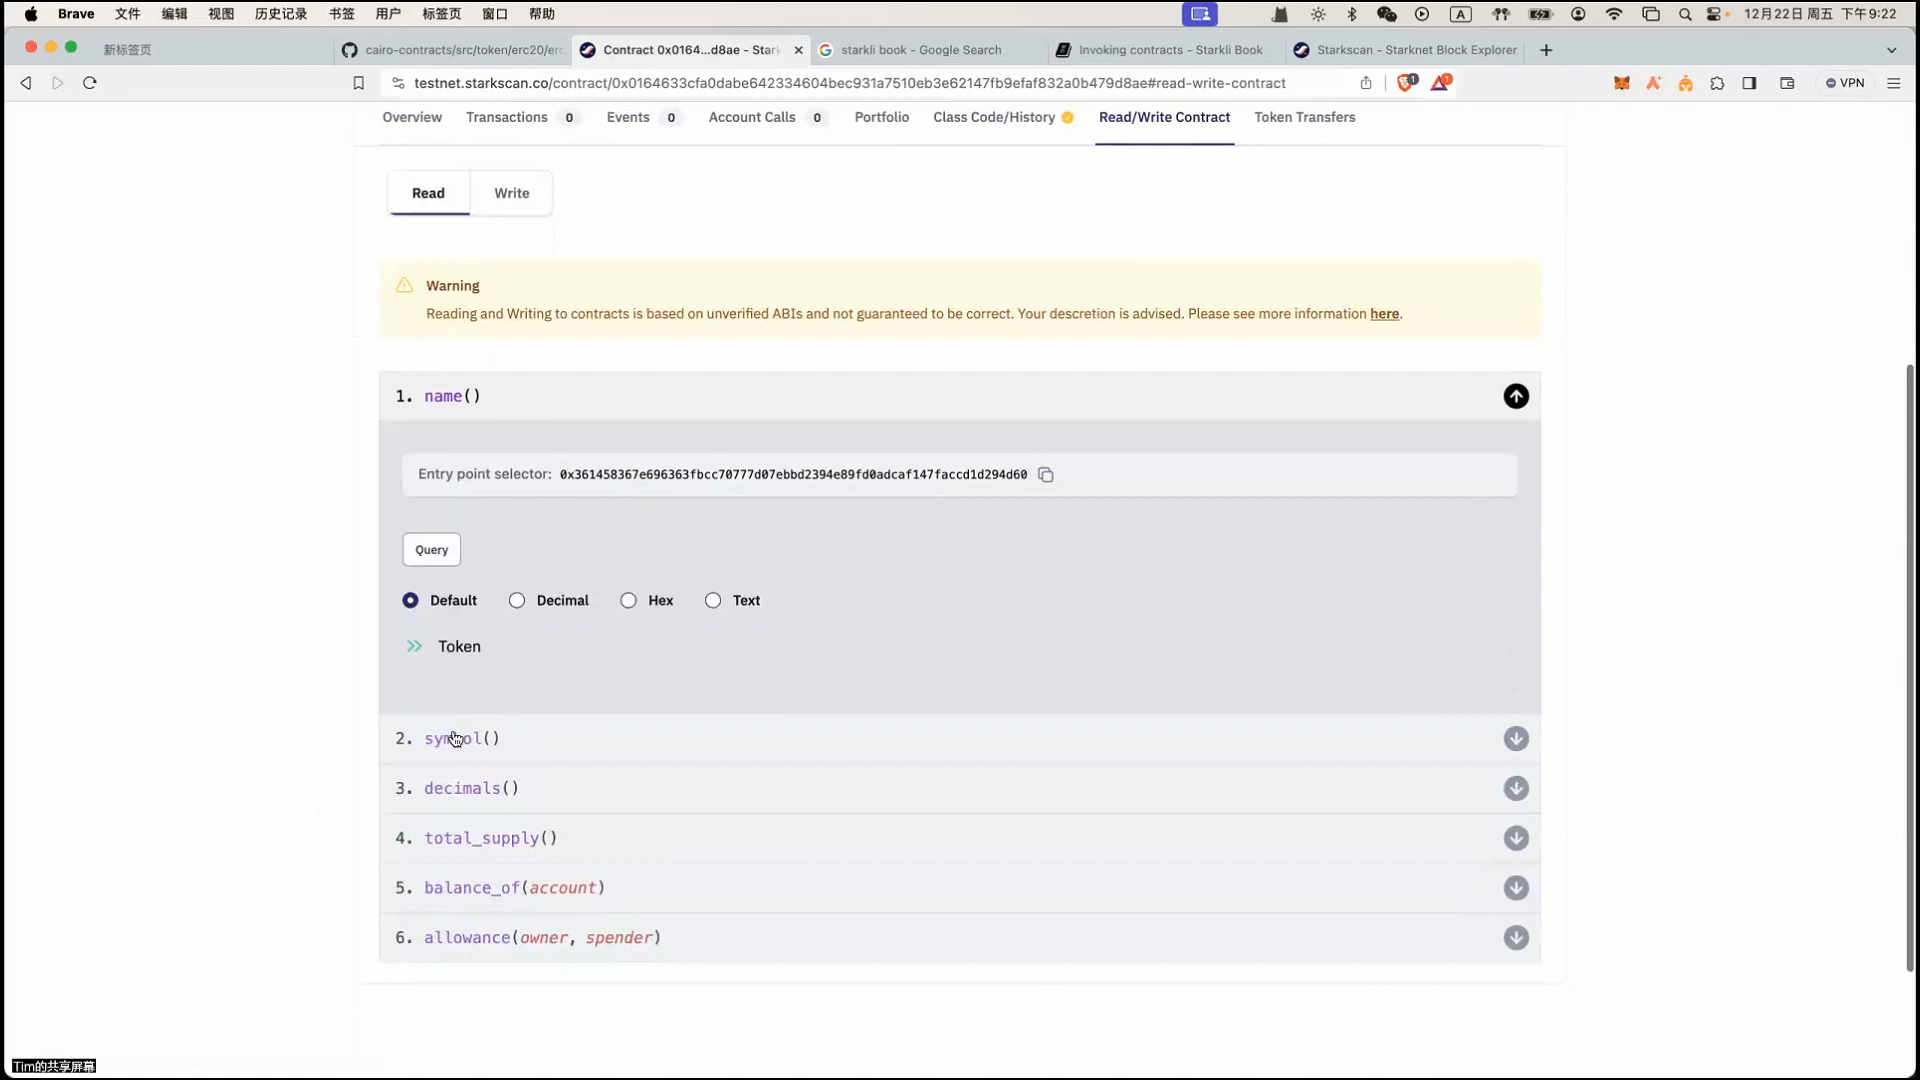 Brave 文件 编辑 视图 历史记录 书签 用户 标签页 窗口 帮助 A 12月22日 周五 下午9:22
新标签页 cairo-contracts/src/token/erc20/erc Contract 0x0164...d8ae - Stark starkli book - Google Search Invoking contracts - Starkli Book Starkscan - Starknet Block Explorer
testnet.starkscan.co/contract/0x0164633cfa0dabe642334604bec931a7510eb3e62147fb9efaf832a0b479d8ae#read-write-contract 1 1 VPN
Overview Transactions 0 Events 0 Account Calls 0 Portfolio Class Code/History Read/Write Contract Token Transfers
Read Write
Warning
Reading and Writing to contracts is based on unverified ABIs and not guaranteed to be correct. Your descretion is advised. Please see more information here.
1. name()
Entry point selector: 0x361458367e696363fbcc70777d07ebbd2394e89fd0adcaf147faccd1d294d60
Query
Default Decimal Hex Text
Token
2. symbol()
3. decimals()
4. total_supply()
5. balance_of(account)
6. allowance(owner, spender)
Tim的共享屏幕